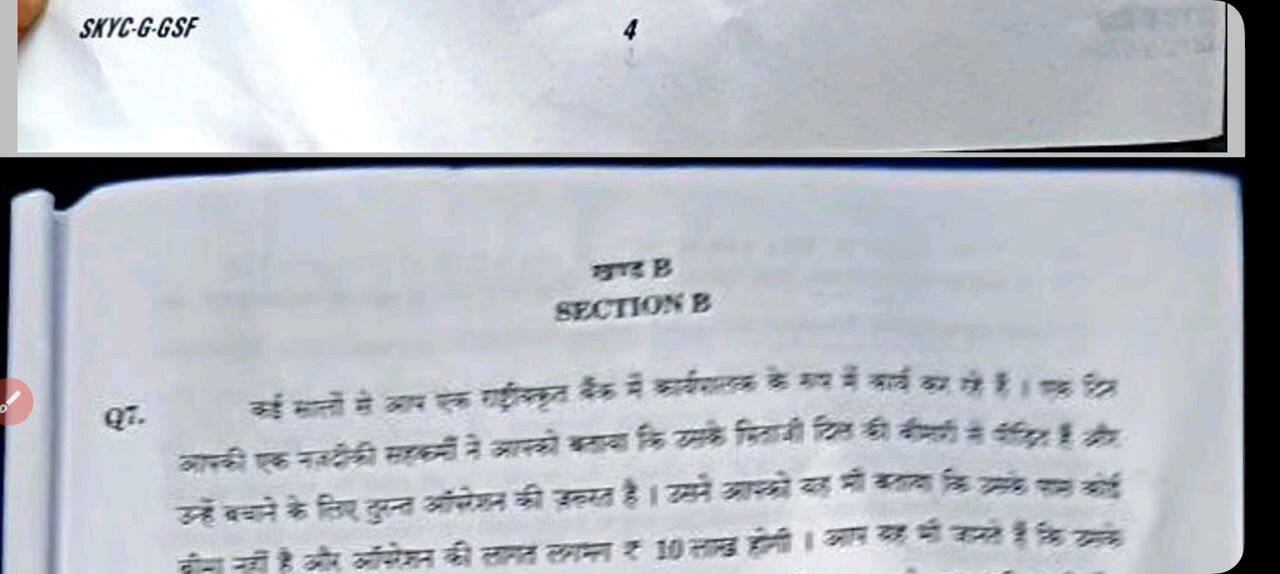 SKYC-G-GSF
4
खण्ड B
SECTION B
Q7. कई सालों से आप एक राष्ट्रीयकृत बैंक में कार्यपालक के रूप में कार्य कर रहे हैं । एक दिन
आपकी एक नजदीकी सहकर्मी ने आपको बताया कि उसके पिताजी दिल की बीमारी से पीड़ित हैं और
उन्हें बचाने के लिए तुरन्त ऑपरेशन की ज़रूरत है । उसने आपको यह भी बताया कि उसके पास कोई
बीमा नहीं है और ऑपरेशन की लागत लगभग ₹ 10 लाख होगी । आप यह भी जानते हैं कि उसके